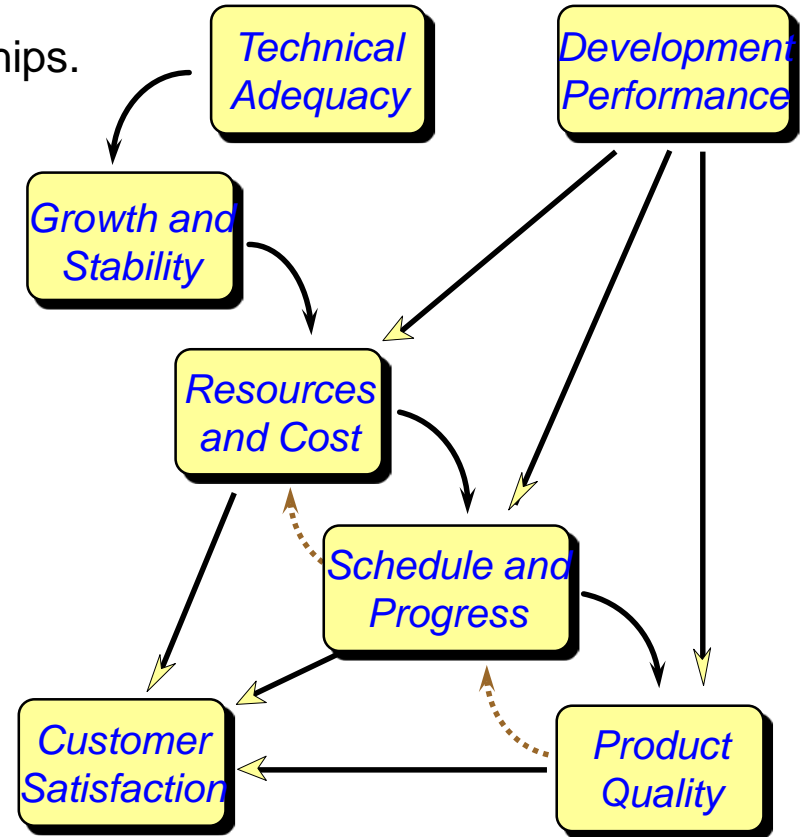 hips.
Technical
Adequacy
Development
Performance
Growth and
Stability
Resources
and Cost
Schedule and
Progress
Customer
Satisfaction
Product
Quality